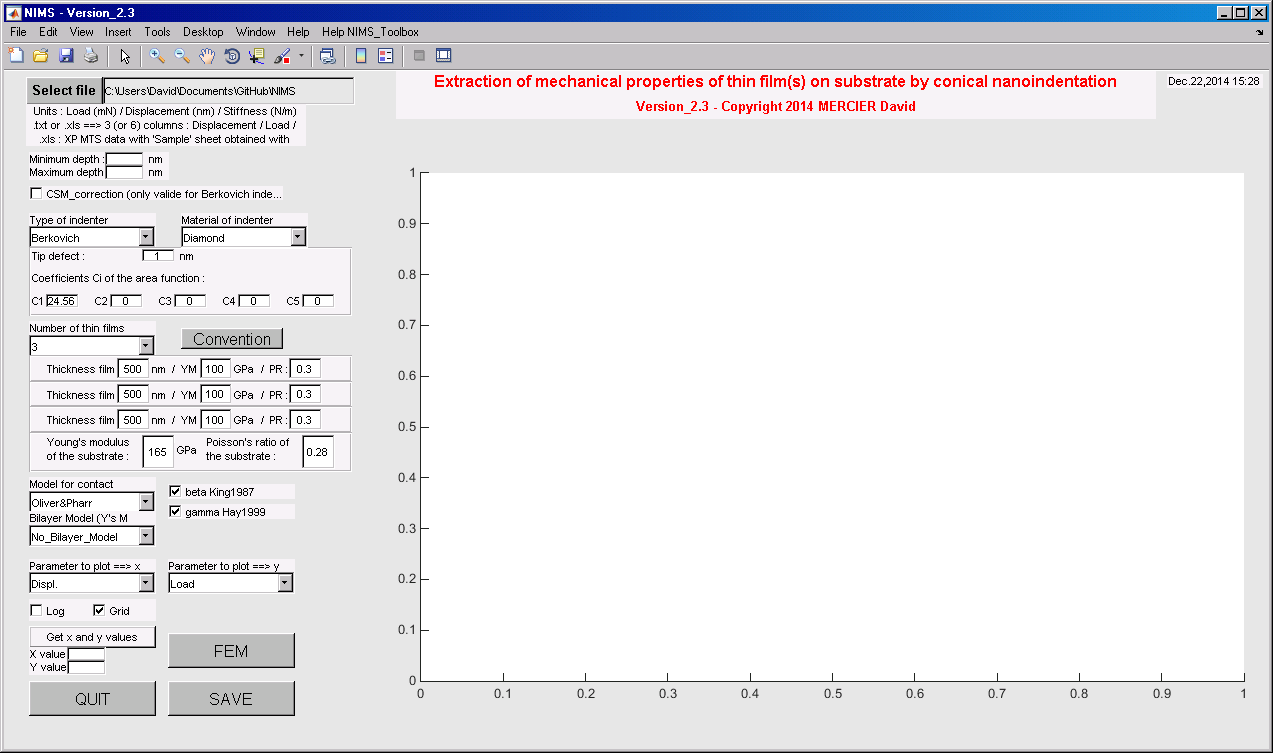 NIMS - Version_2.3
File Edit View Insert Tools Desktop Window Help Help NIMS_Toolbox
Select file C:\Users\David\Documents\GitHub\NIMS
Extraction of mechanical properties of thin film(s) on substrate by conical nanoindentation
Version_2.3 - Copyright 2014 MERCIER David
Dec.22,2014 15:28
Units : Load (mN) / Displacement (nm) / Stiffness (N/m)
.txt or .xls ==> 3 (or 6) columns : Displacement / Load /
.xls : XP MTS data with 'Sample' sheet obtained with
Minimum depth : nm
Maximum depth nm
CSM_correction (only valide for Berkovich inde...
Type of indenter Material of indenter
Berkovich Diamond
Tip defect : 1 nm
Coefficients Ci of the area function :
C1 24.56 C2 0 C3 0 C4 0 C5 0
Number of thin films
3 Convention
Thickness film 500 nm / YM 100 GPa / PR : 0.3
Thickness film 500 nm / YM 100 GPa / PR : 0.3
Thickness film 500 nm / YM 100 GPa / PR : 0.3
Young's modulus of the substrate : 165 GPa Poisson's ratio of the substrate : 0.28
Model for contact
Oliver&Pharr
beta King1987
gamma Hay1999
Bilayer Model (Y's M
No_Bilayer_Model
Parameter to plot ==> x Parameter to plot ==> y
Displ. Load
Log Grid
Get x and y values
X value
Y value
FEM
QUIT SAVE
1
0.9
0.8
0.7
0.6
0.5
0.4
0.3
0.2
0.1
0
0 0.1 0.2 0.3 0.4 0.5 0.6 0.7 0.8 0.9 1